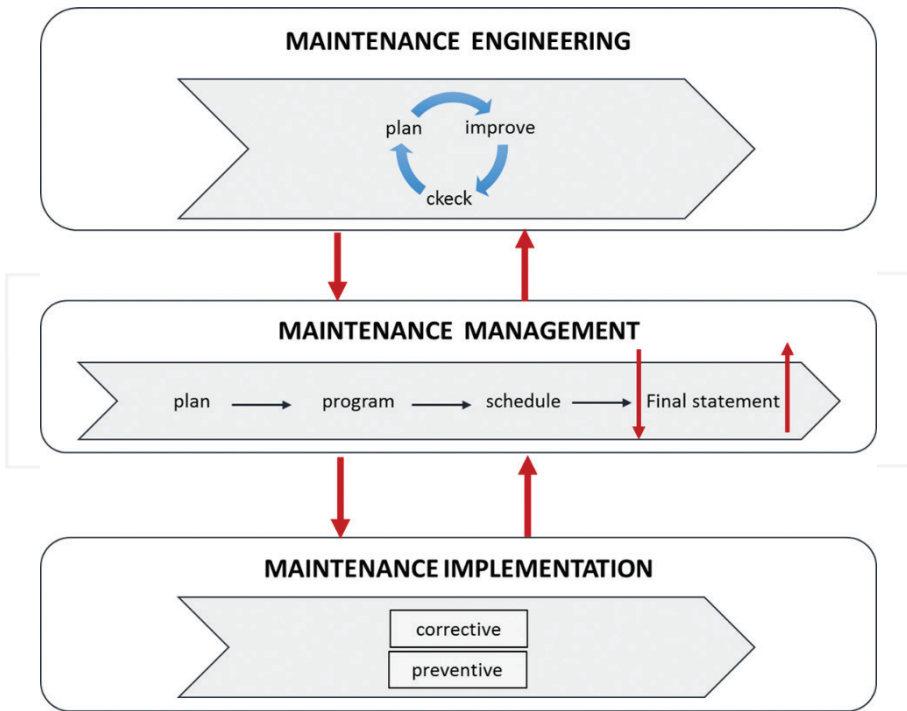 MAINTENANCE ENGINEERING
plan improve
ckeck
MAINTENANCE MANAGEMENT
plan program schedule Final statement
MAINTENANCE IMPLEMENTATION
corrective
preventive